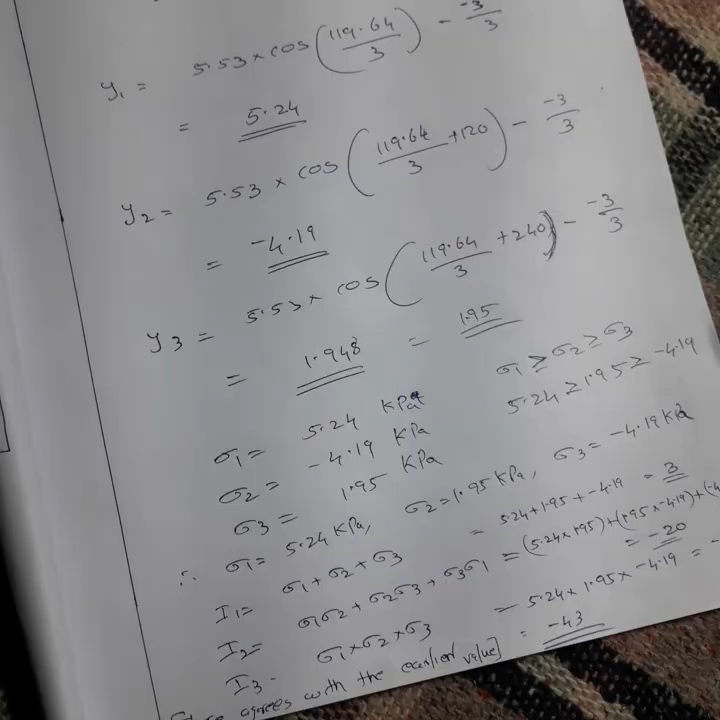 y₁ = 5.53 × cos(119.64/3) - -3/3
= 5.24
y₂ = 5.53 × cos(119.64/3 + 120) - -3/3
= -4.19
y₃ = 5.53 × cos(119.64/3 + 240) - -3/3
= 1.948 = 1.95
σ₁ = 5.24 KPa σ₁ ≥ σ₂ ≥ σ₃
σ₂ = -4.19 KPa 5.24 ≥ 1.95 ≥ -4.19
σ₃ = 1.95 KPa
∴ σ₁ = 5.24 KPa, σ₂ = 1.95 KPa, σ₃ = -4.19 KPa
I₁ = σ₁ + σ₂ + σ₃ = 5.24 + 1.95 + -4.19 = 3
I₂ = σ₁σ₂ + σ₂σ₃ + σ₃σ₁ = (5.24×1.95) + (1.95×-4.19) + (-4
= -20
I₃ = σ₁×σ₂×σ₃ = 5.24 × 1.95 × -4.19 = -
= -43
agrees with the earlier value]